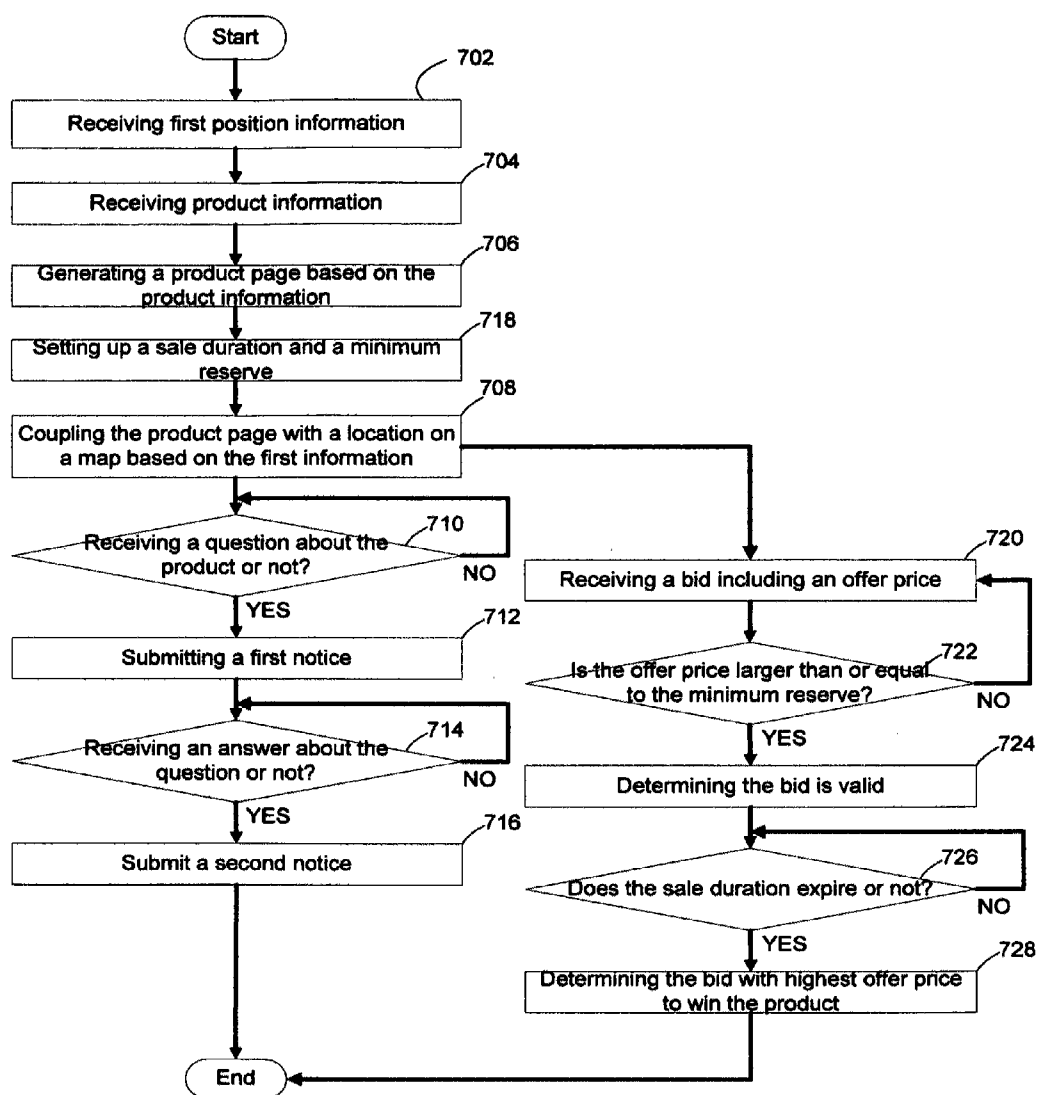 Start
702
Receiving first position information
704
Receiving product information
706
Generating a product page based on the
product information
718
Setting up a sale duration and a minimum
reserve
708
Coupling the product page with a location on
a map based on the first information
710
Receiving a question about the
product or not?
NO
YES
712
Submitting a first notice
714
Receiving an answer about the
question or not?
NO
YES
716
Submit a second notice
720
Receiving a bid including an offer price
722
Is the offer price larger than or equal
to the minimum reserve?
NO
YES
724
Determining the bid is valid
726
Does the sale duration expire or not?
NO
YES
728
Determining the bid with highest offer price
to win the product
End